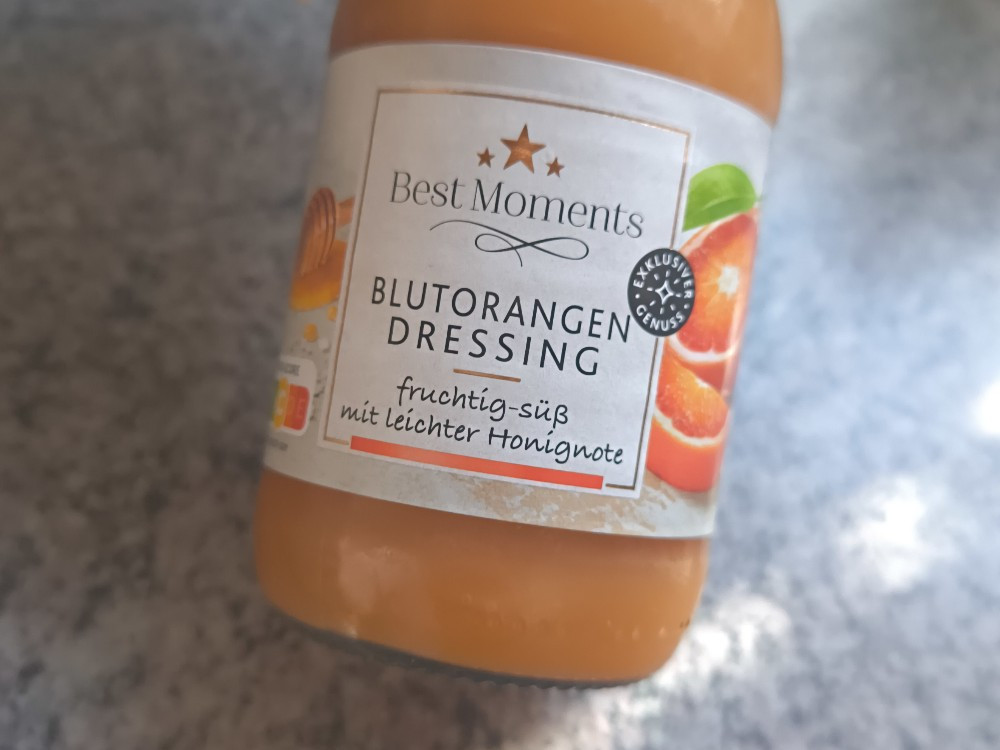 Best Moments
EXKLUSIVER
GENUSS
BLUTORANGEN
DRESSING
fruchtig-süß
mit leichter Honignote